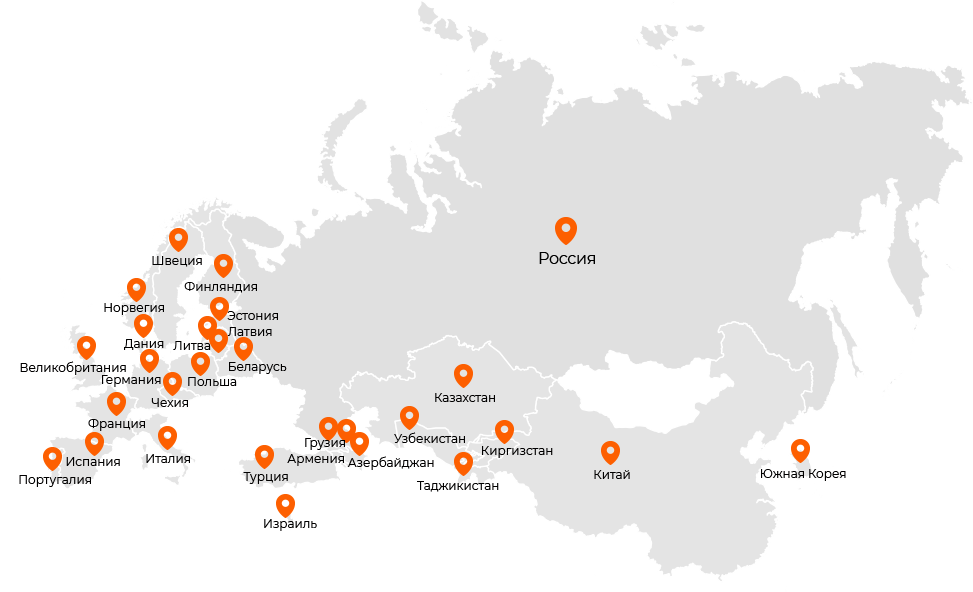 Россия
Швеция
Финляндия
Норвегия
Эстония
Латвия
Дания
Литва
Великобритания
Беларусь
Германия
Польша
Казахстан
Чехия
Франция
Узбекистан
Грузия
Киргизстан
Италия
Испания
Армения
Азербайджан
Китай
Южная Корея
Турция
Португалия
Таджикистан
Израиль